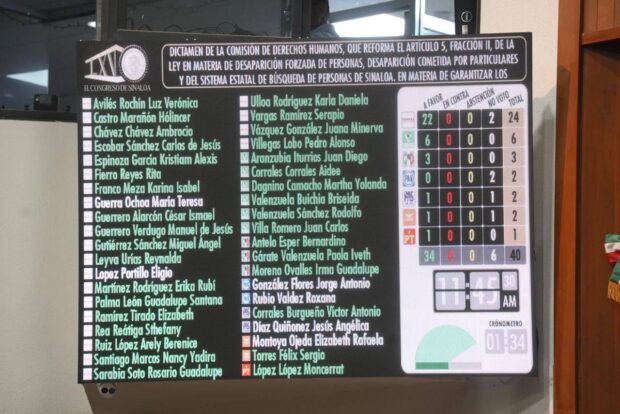 DICTAMEN DE LA COMISIÓN DE DERECHOS HUMANOS, QUE REFORMA EL ARTÍCULO 5, FRACCIÓN II, DE LA
LEY EN MATERIA DE DESAPARICIÓN FORZADA DE PERSONAS, DESAPARICIÓN COMETIDA POR PARTICULARES
Y DEL SISTEMA ESTATAL DE BÚSQUEDA DE PERSONAS DE SINALOA, EN MATERIA DE GARANTIZAR LOS
EL CONGRESO DE SINALOA
Avilés Rochín Luz Verónica
Castro Marañón Hólincer
Chávez Chávez Ambrocio
Escobar Sánchez Carlos de Jesús
Espinoza García Kristiam Alexis
Fierro Reyes Rita
Franco Meza Karina Isabel
Guerra Ochoa María Teresa
Guerrero Alarcón César Ismael
Guerrero Verdugo Manuel de Jesús
Gutiérrez Sánchez Miguel Ángel
Leyva Urías Reynalda
Lopez Portillo Eligio
Martínez Rodríguez Erika Rubí
Palma León Guadalupe Santana
Ramírez Tirado Elizabeth
Rea Reátiga Sthefany
Ruiz López Arely Berenice
Santiago Marcos Nancy Yadira
Sarabia Soto Rosario Guadalupe
Ulloa Rodríguez Karla Daniela
Vargas Ramírez Serapio
Vázquez González Juana Minerva
Villegas Lobo Pedro Alonso
Aranzubia Iturrios Juan Diego
Corrales Corrales Aidee
Dagnino Camacho Martha Yolanda
Valenzuela Buichia Briseida
Valenzuela Sánchez Rodolfo
Villa Romero Juan Carlos
Antelo Esper Bernardino
Gárate Valenzuela Paola Iveth
Moreno Ovalles Irma Guadalupe
González Flores Jorge Antonio
Rubio Valdez Roxana
Corrales Burgueño Víctor Antonio
Díaz Quiñonez Jesús Angélica
Montoya Ojeda Elizabeth Rafaela
Torres Félix Sergio
PT López López Moncerat
A FAVOR EN CONTRA ABSTENCIÓN NO VOTO TOTAL
22 0 0 2 24
6 0 0 0 6
3 0 0 0 3
0 0 0 2 2
1 0 0 1 2
1 0 0 1 2
PT 1 0 0 0 1
34 0 0 6 40
11 45 30
AM
CRÓNOMETRO
01:34